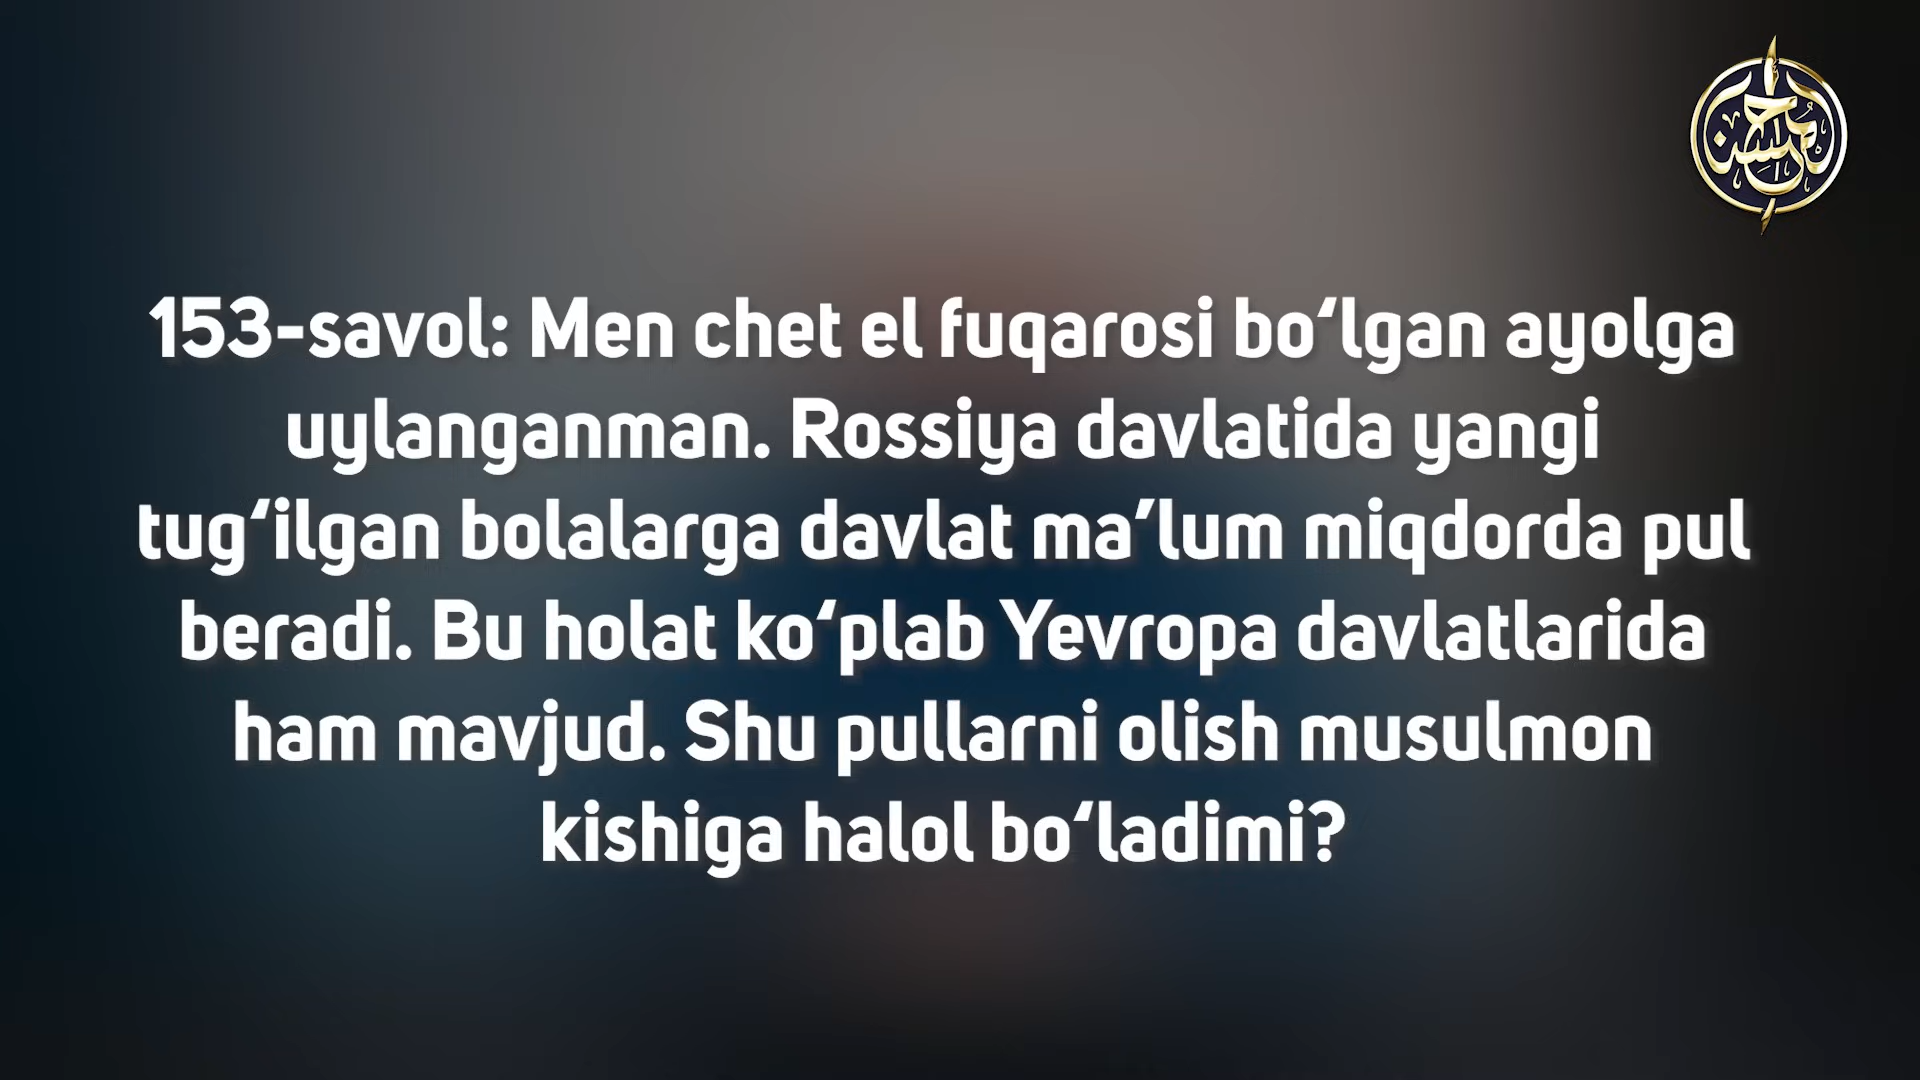 153-savol: Men chet el fuqarosi bo‘lgan ayolga
uylanganman. Rossiya davlatida yangi
tug‘ilgan bolalarga davlat ma’lum miqdorda pul
beradi. Bu holat ko‘plab Yevropa davlatlarida
ham mavjud. Shu pullarni olish musulmon
kishiga halol bo‘ladimi?